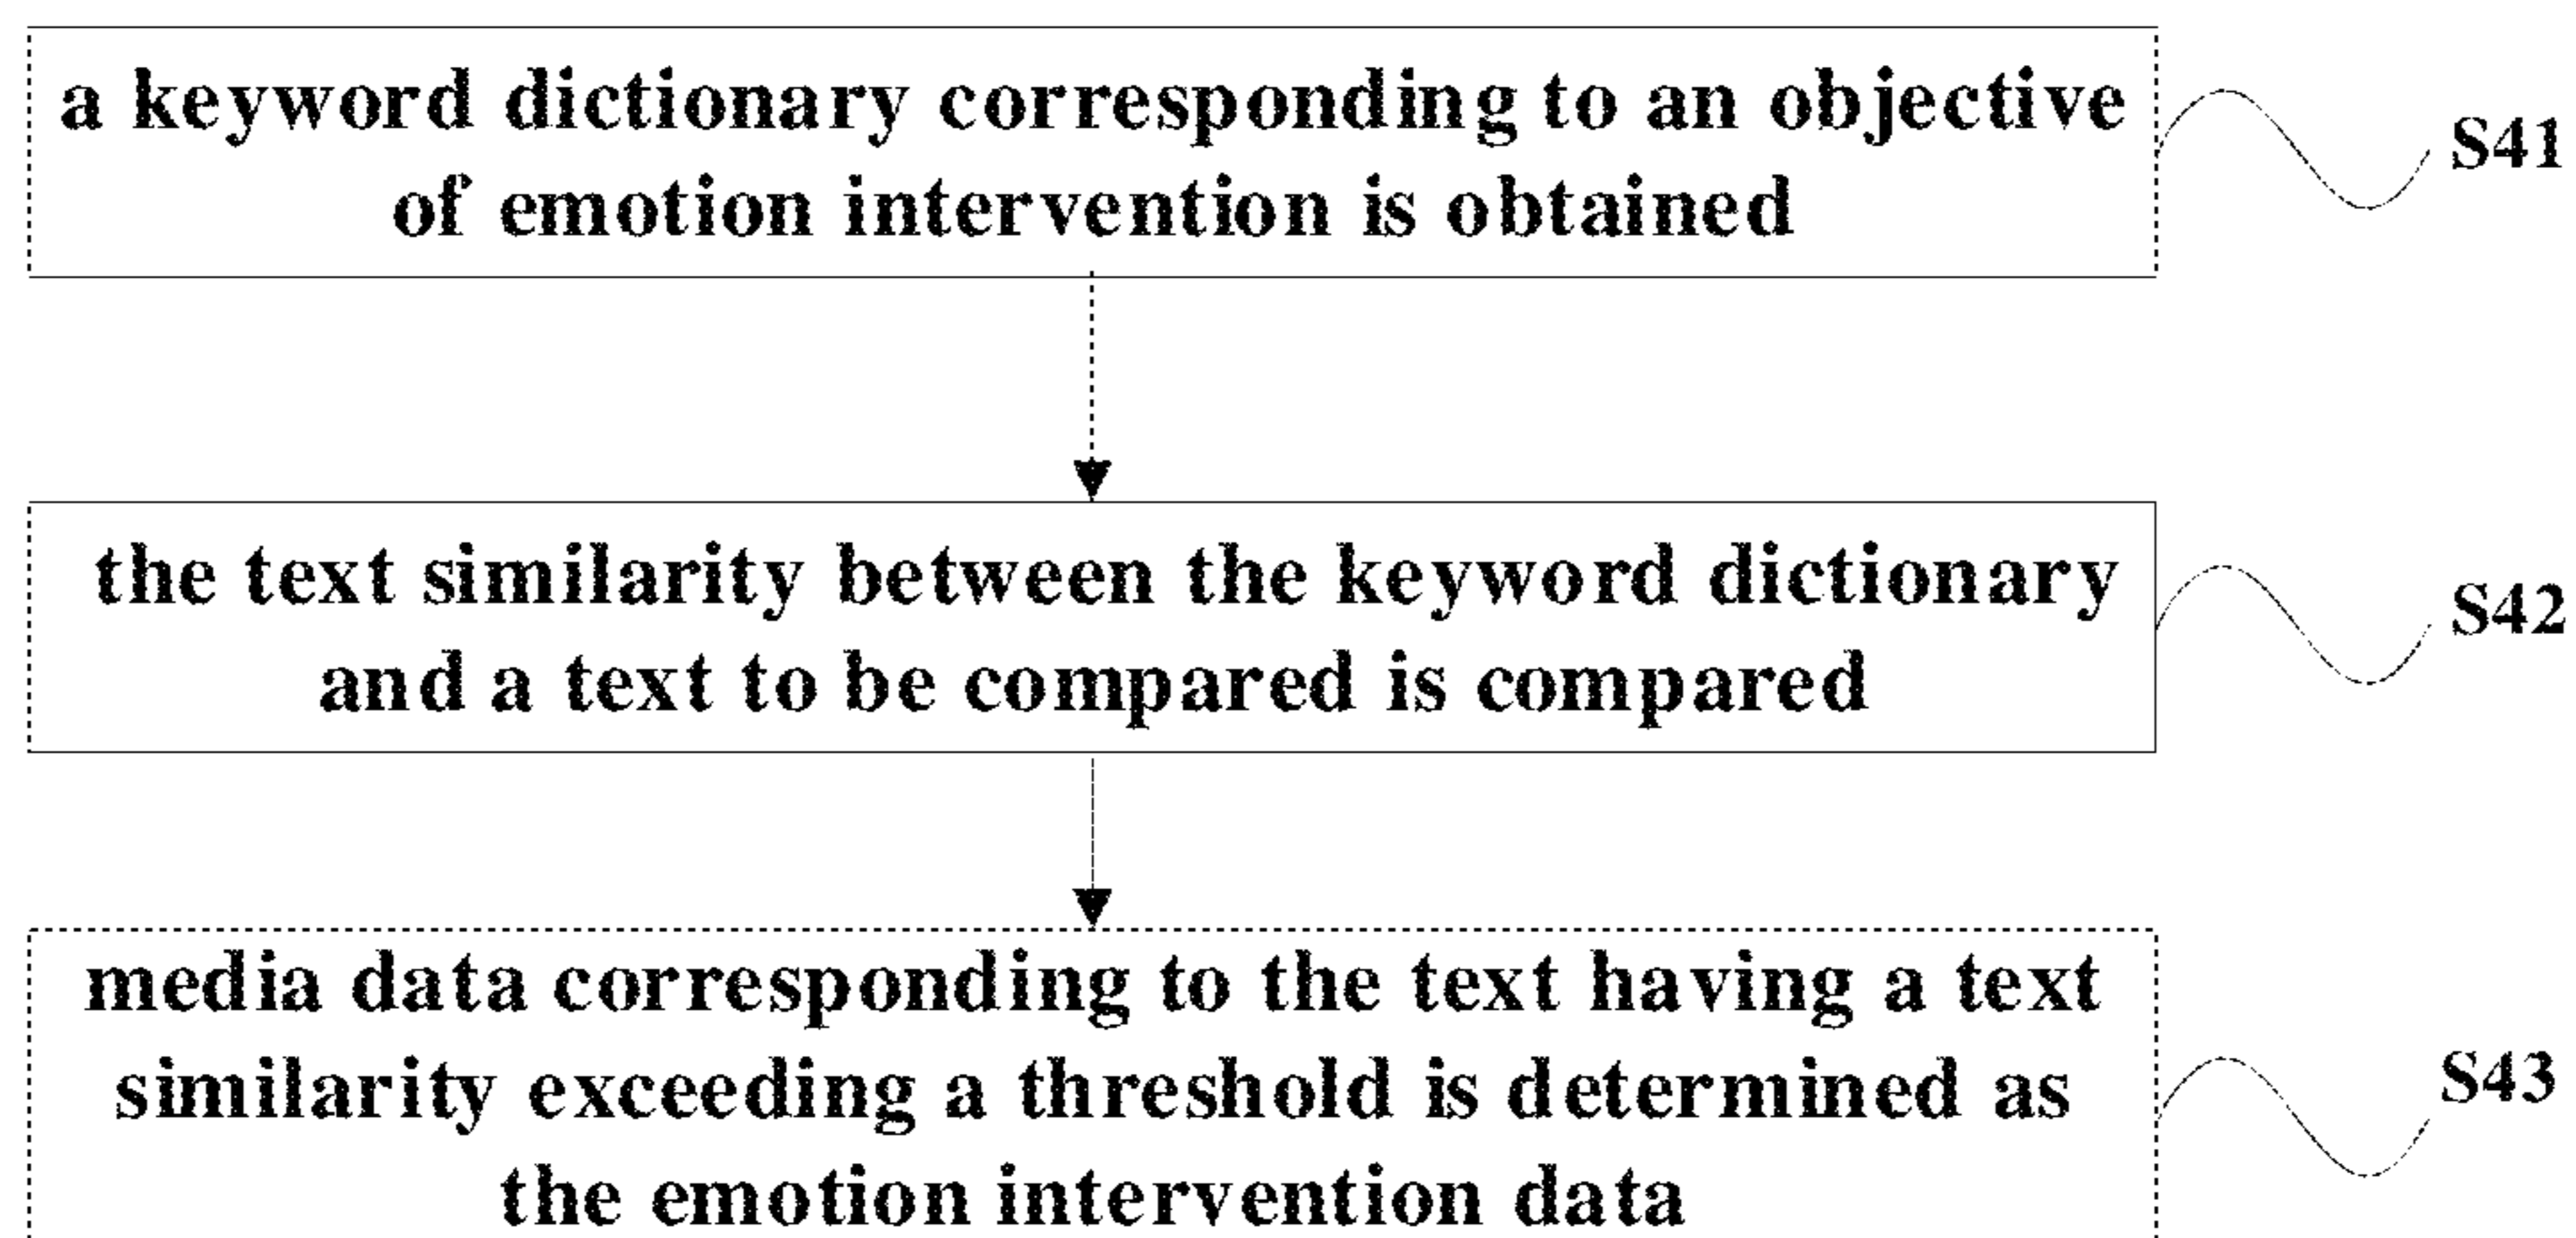 a keyword dictionary corresponding to an objective
of emotion intervention is obtained
S41
the text similarity between the keyword dictionary
and a text to be compared is compared
S42
media data corresponding to the text having a text
similarity exceeding a threshold is determined as
the emotion intervention data
S43